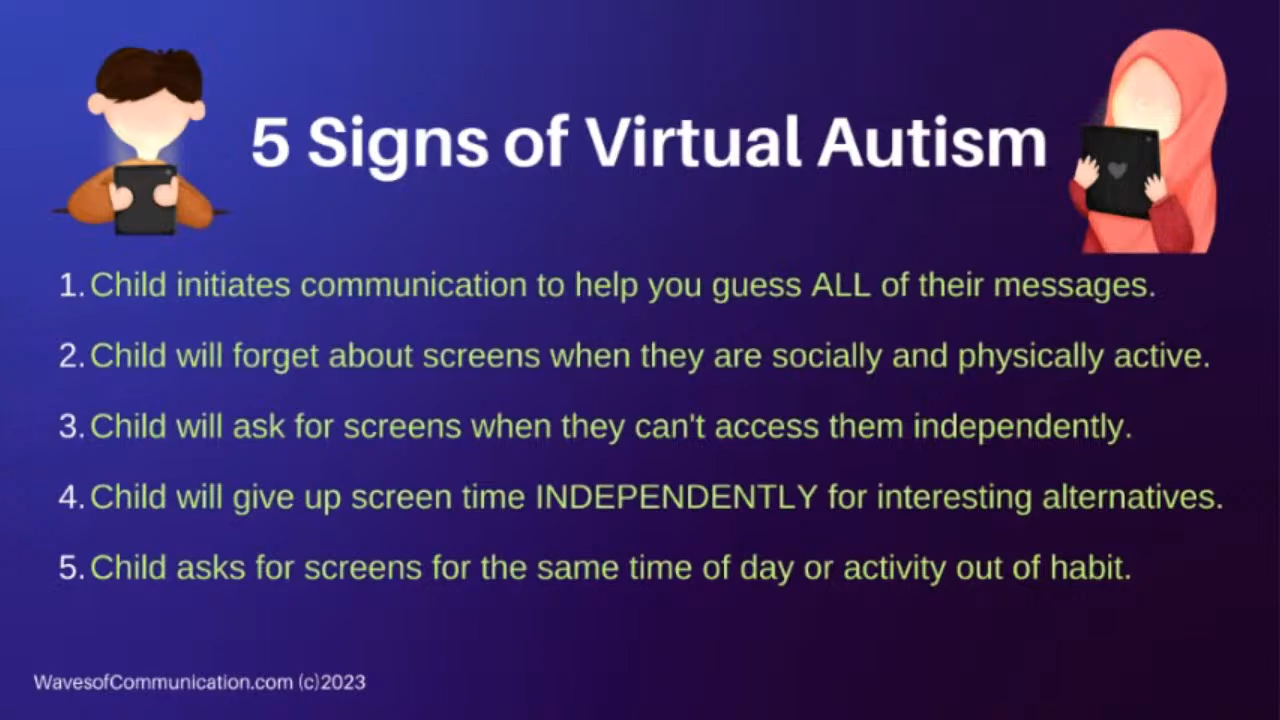 5 Signs of Virtual Autism
1. Child initiates communication to help you guess ALL of their messages.
2. Child will forget about screens when they are socially and physically active.
3. Child will ask for screens when they can't access them independently.
4. Child will give up screen time INDEPENDENTLY for interesting alternatives.
5. Child asks for screens for the same time of day or activity out of habit.
WavesofCommunication.com (c)2023